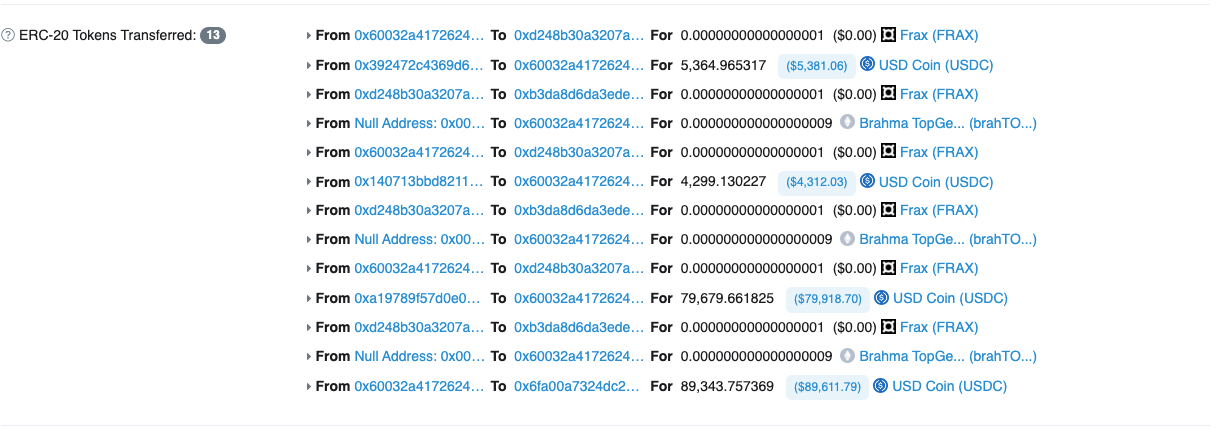 ERC-20 Tokens Transferred: 13
From 0x60032a4172624... To 0xd248b30a3207a... For 0.00000000000000001 ($0.00) Frax (FRAX)
From 0x392472c4369d6... To 0x60032a4172624... For 5,364.965317 ($5,381.06) USD Coin (USDC)
From 0xd248b30a3207a... To 0xb3da8d6da3ede... For 0.00000000000000001 ($0.00) Frax (FRAX)
From Null Address: 0x00... To 0x60032a4172624... For 0.000000000000000009 Brahma TopGe... (brahTO...)
From 0x60032a4172624... To 0xd248b30a3207a... For 0.00000000000000001 ($0.00) Frax (FRAX)
From 0x140713bbd8211... To 0x60032a4172624... For 4,299.130227 ($4,312.03) USD Coin (USDC)
From 0xd248b30a3207a... To 0xb3da8d6da3ede... For 0.00000000000000001 ($0.00) Frax (FRAX)
From Null Address: 0x00... To 0x60032a4172624... For 0.000000000000000009 Brahma TopGe... (brahTO...)
From 0x60032a4172624... To 0xd248b30a3207a... For 0.00000000000000001 ($0.00) Frax (FRAX)
From 0xa19789f57d0e0... To 0x60032a4172624... For 79,679.661825 ($79,918.70) USD Coin (USDC)
From 0xd248b30a3207a... To 0xb3da8d6da3ede... For 0.00000000000000001 ($0.00) Frax (FRAX)
From Null Address: 0x00... To 0x60032a4172624... For 0.000000000000000009 Brahma TopGe... (brahTO...)
From 0x60032a4172624... To 0x6fa00a7324dc2... For 89,343.757369 ($89,611.79) USD Coin (USDC)